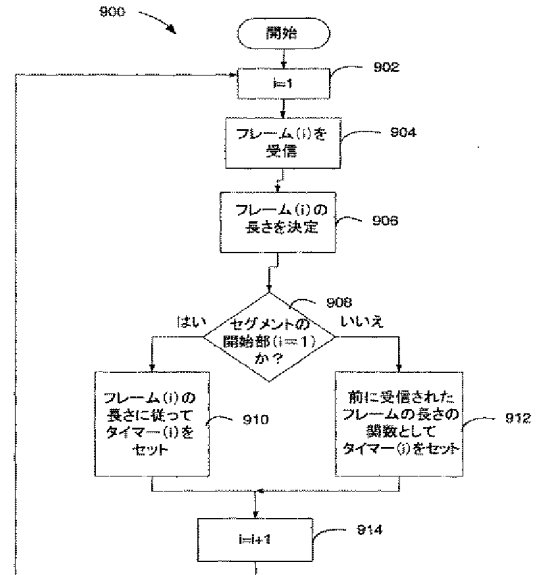 900
開始
i=1
902
フレーム(i)を
受信
904
フレーム(i)の
長さを決定
906
908
はい
セグメントの
開始部(i=1)
か?
いいえ
フレーム(i)の
長さに従って
タイマー(i)を
セット
910
前に受信された
フレームの長さの
関数として
タイマー(i)をセット
912
i=i+1
914